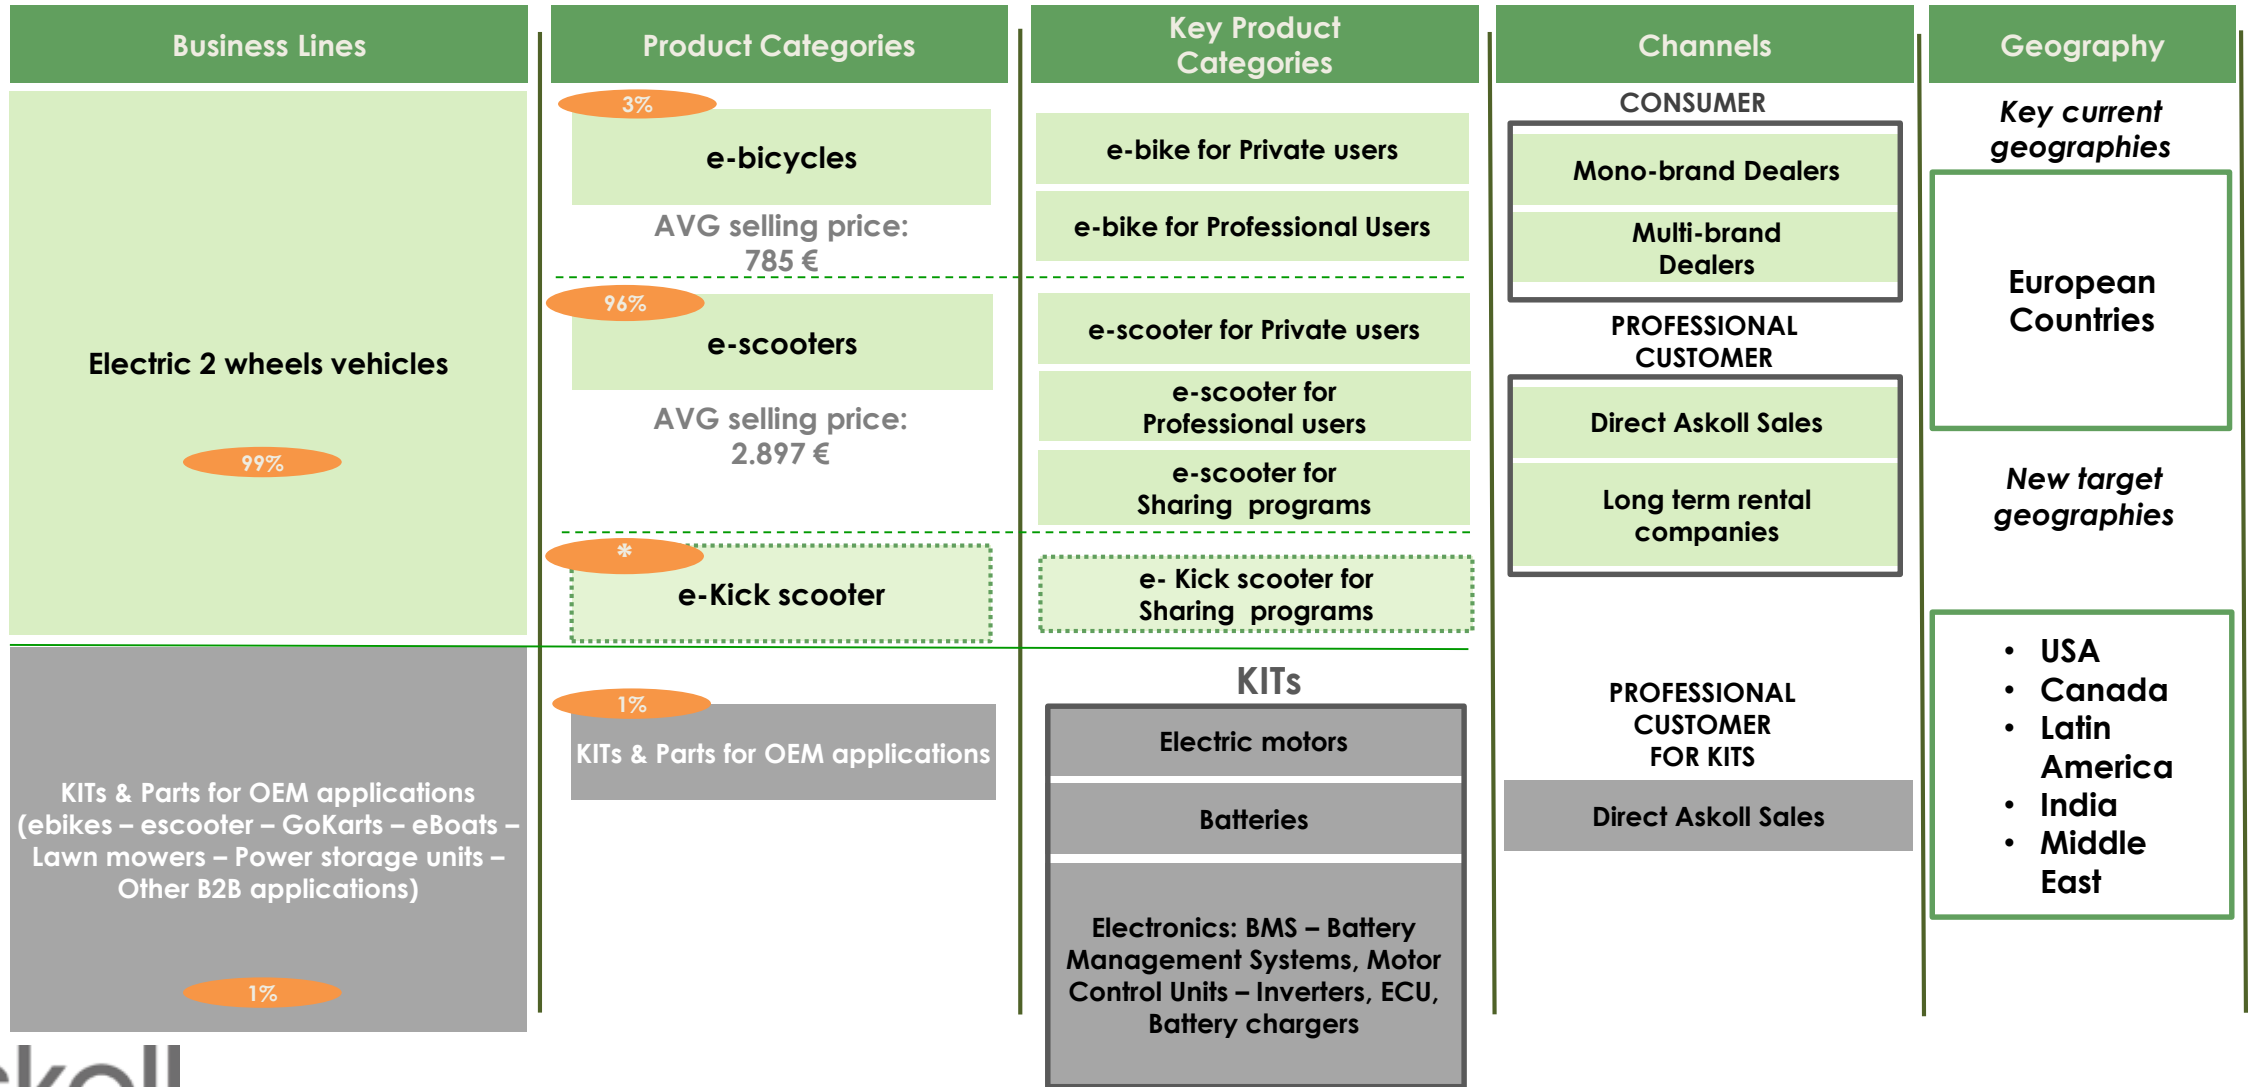 Business Lines
Product Categories
Key Product
Categories
Channels
Geography
Electric 2 wheels vehicles
99%
KITs & Parts for OEM applications
(ebikes – escooter – GoKarts – eBoats –
Lawn mowers – Power storage units –
Other B2B applications)
1%
3%
e-bicycles
AVG selling price:
785 €
96%
e-scooters
AVG selling price:
2.897 €
*
e-Kick scooter
1%
KITs & Parts for OEM applications
e-bike for Private users
e-bike for Professional Users
e-scooter for Private users
e-scooter for
Professional users
e-scooter for
Sharing programs
e- Kick scooter for
Sharing programs
KITs
Electric motors
Batteries
Electronics: BMS – Battery
Management Systems, Motor
Control Units – Inverters, ECU,
Battery chargers
CONSUMER
Mono-brand Dealers
Multi-brand
Dealers
PROFESSIONAL
CUSTOMER
Direct Askoll Sales
Long term rental
companies
PROFESSIONAL
CUSTOMER
FOR KITS
Direct Askoll Sales
Key current
geographies
European
Countries
New target
geographies
• USA
• Canada
• Latin
America
• India
• Middle
East